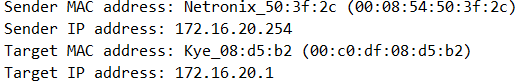 Sender MAC address: Netronix_50:3f:2c (00:08:54:50:3f:2c)
Sender IP address: 172.16.20.254
Target MAC address: Kye_08:d5:b2 (00:c0:df:08:d5:b2)
Target IP address: 172.16.20.1